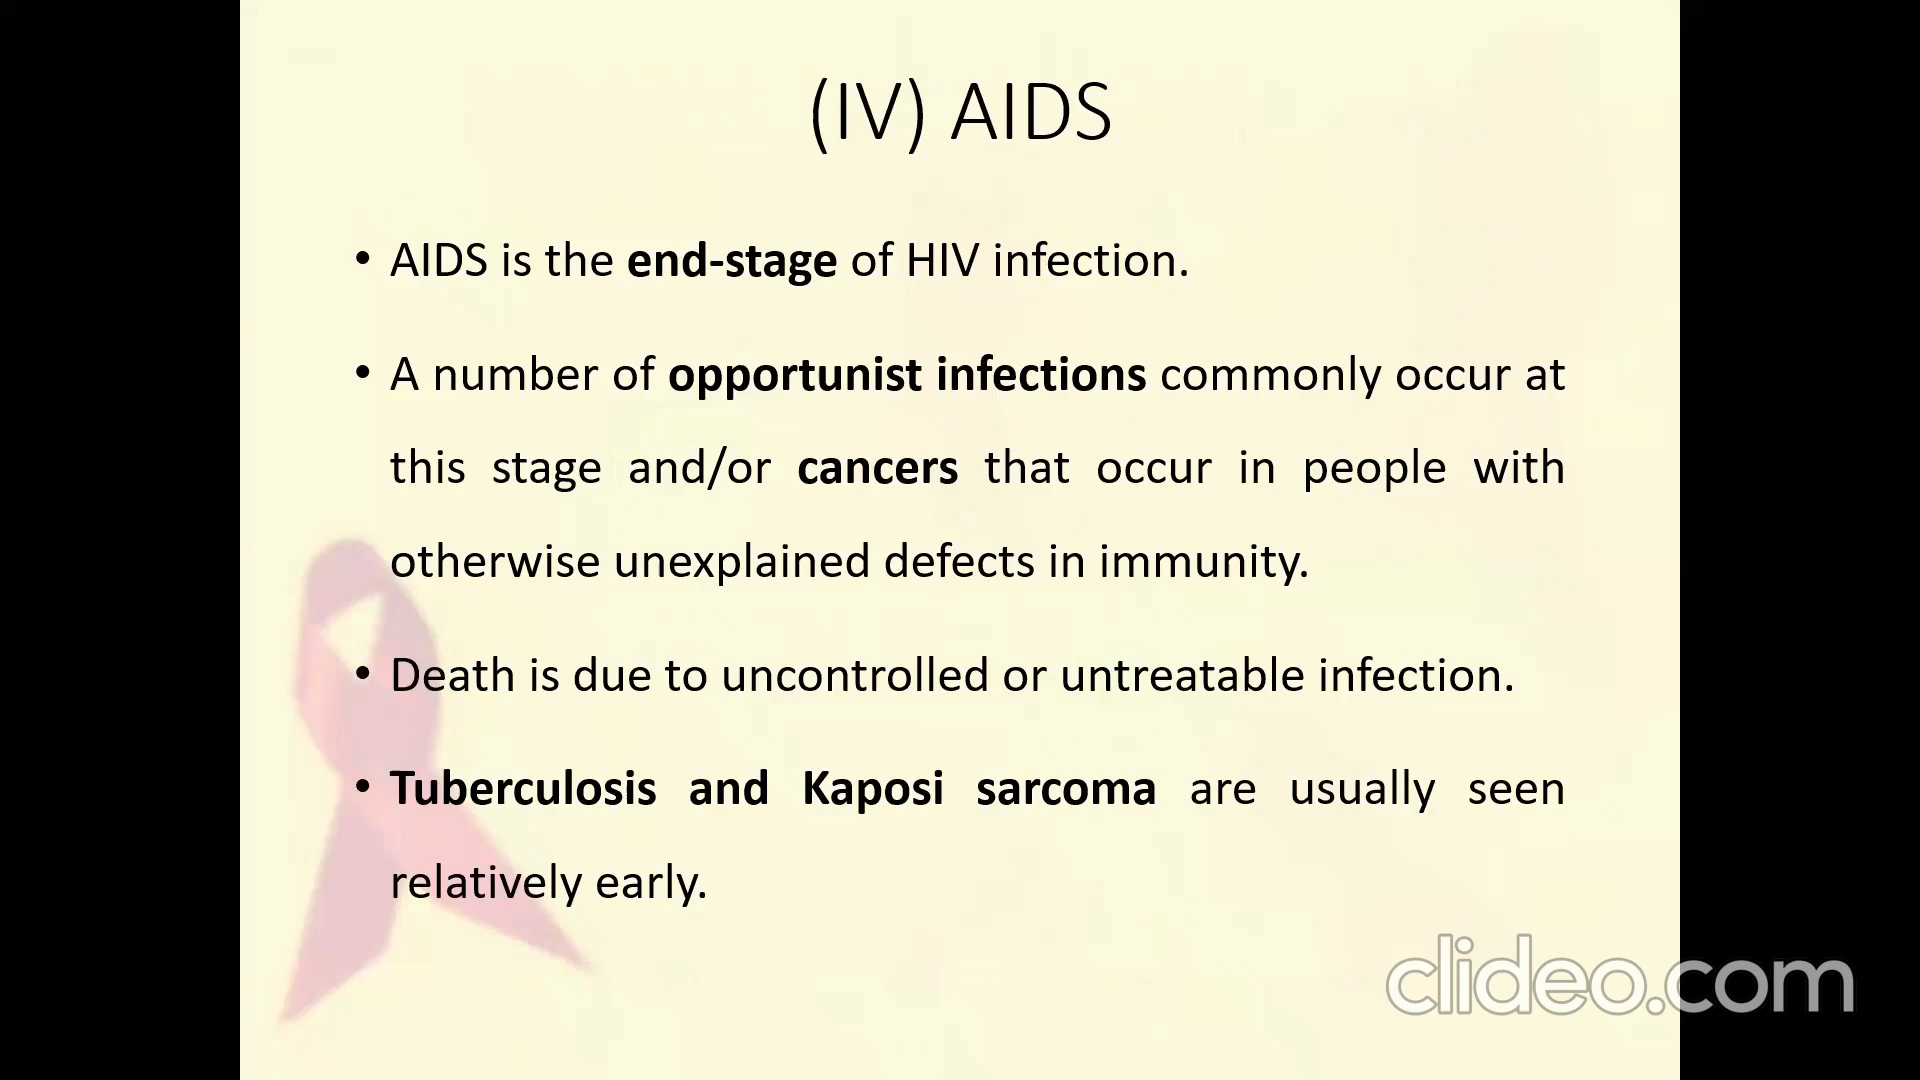 (IV) AIDS
• AIDS is the end-stage of HIV infection.
• A number of opportunist infections commonly occur at
this stage and/or cancers that occur in people with
otherwise unexplained defects in immunity.
• Death is due to uncontrolled or untreatable infection.
• Tuberculosis and Kaposi sarcoma are usually seen
relatively early.
clideo.com